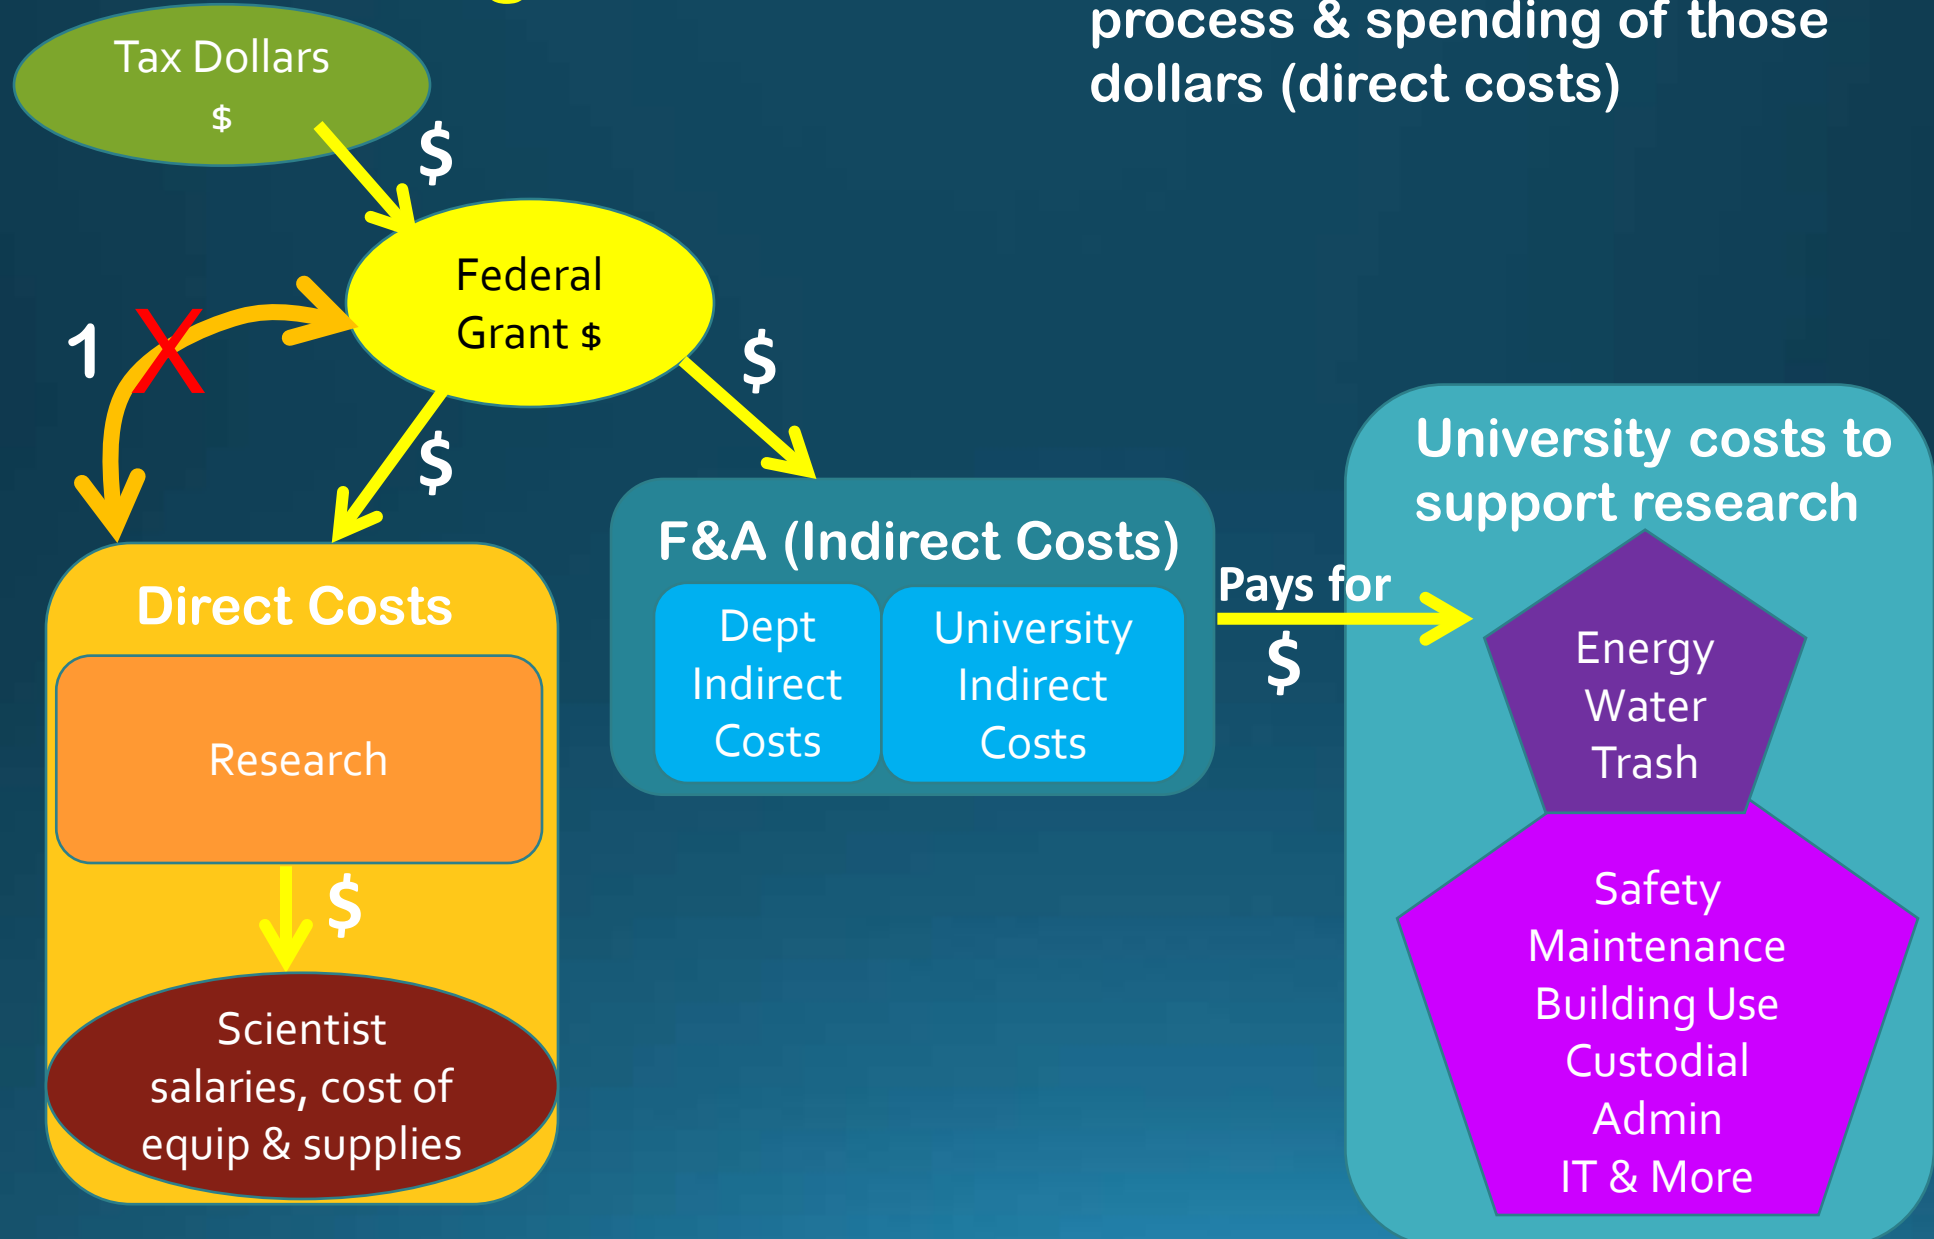 process & spending of those
dollars (direct costs)
Tax Dollars
$
$
Federal
Grant $
1 X
$
$
Direct Costs
Research
$
Scientist
salaries, cost of
equip & supplies
F&A (Indirect Costs)
Dept
Indirect
Costs
University
Indirect
Costs
Pays for
$
University costs to
support research
Energy
Water
Trash
Safety
Maintenance
Building Use
Custodial
Admin
IT & More